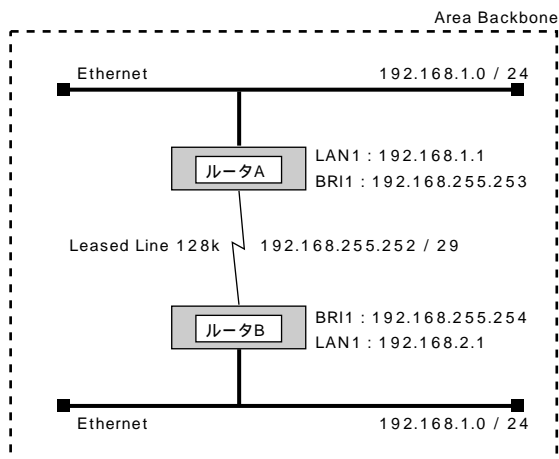 Area Backbone
Ethernet 192.168.1.0 / 24
ルータA
LAN1 : 192.168.1.1
BRI1 : 192.168.255.253
Leased Line 128k 192.168.255.252 / 29
ルータB
BRI1 : 192.168.255.254
LAN1 : 192.168.2.1
Ethernet 192.168.1.0 / 24